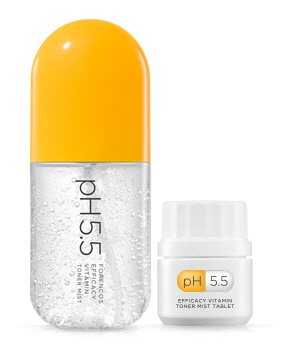 pH5.5
FORENCOS
EFFICACY
VITAMIN
TONER MIST
pH 5.5
EFFICACY VITAMIN
TONER MIST TABLET